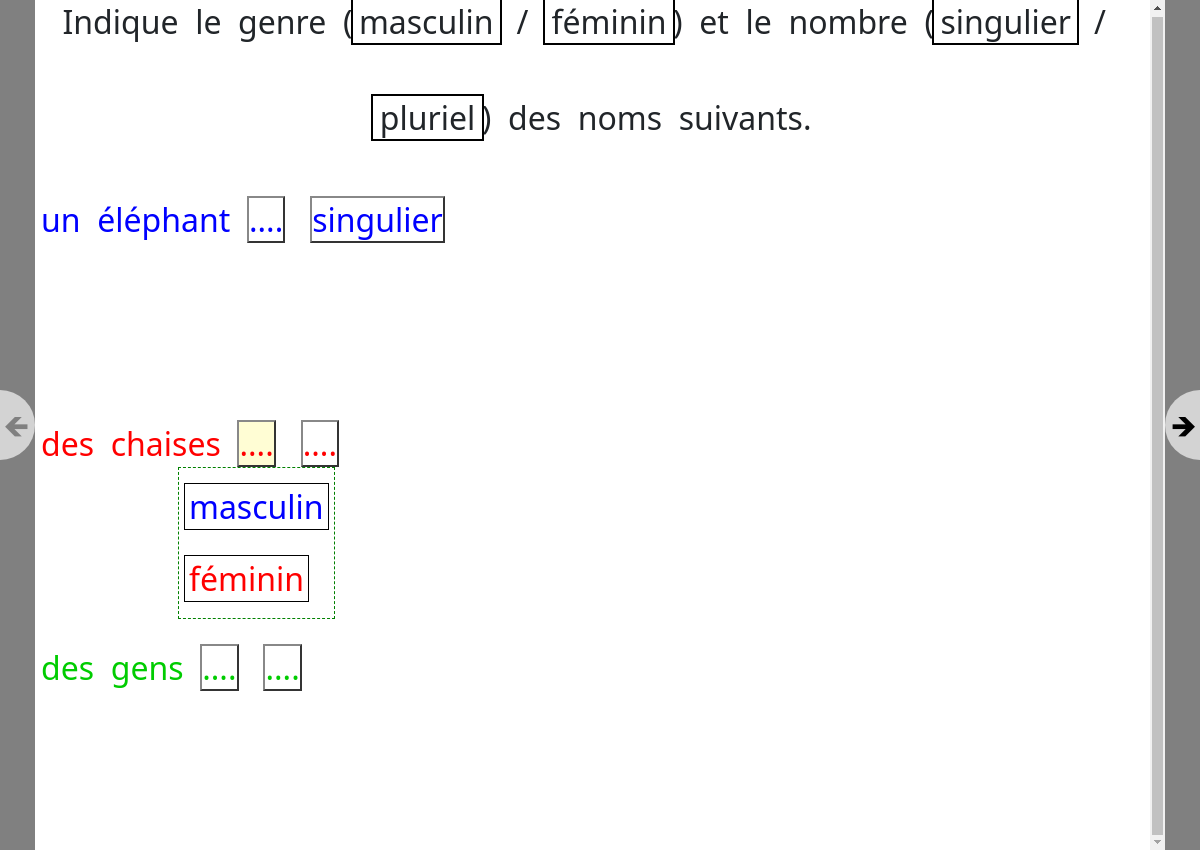 Indique le genre (masculin / féminin) et le nombre (singulier /
pluriel) des noms suivants.
un éléphant .... singulier
des chaises .... ....
masculin
féminin
des gens .... ....